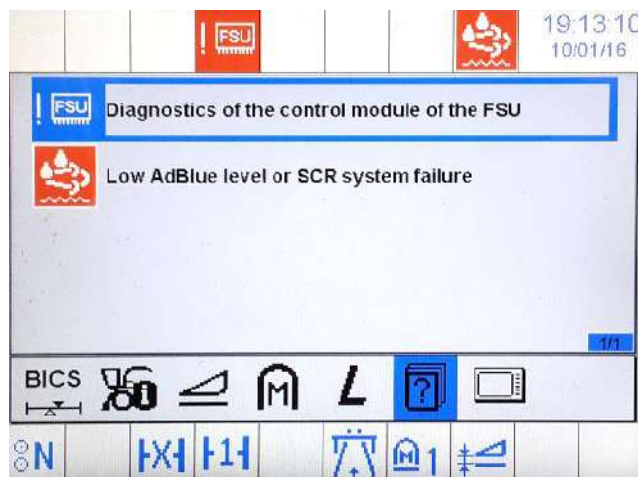 FSU
19:13:10
10/01/16
FSU Diagnostics of the control module of the FSU
Low AdBlue level or SCR system failure
1/1
BICS M L ?
N X 1 M 1